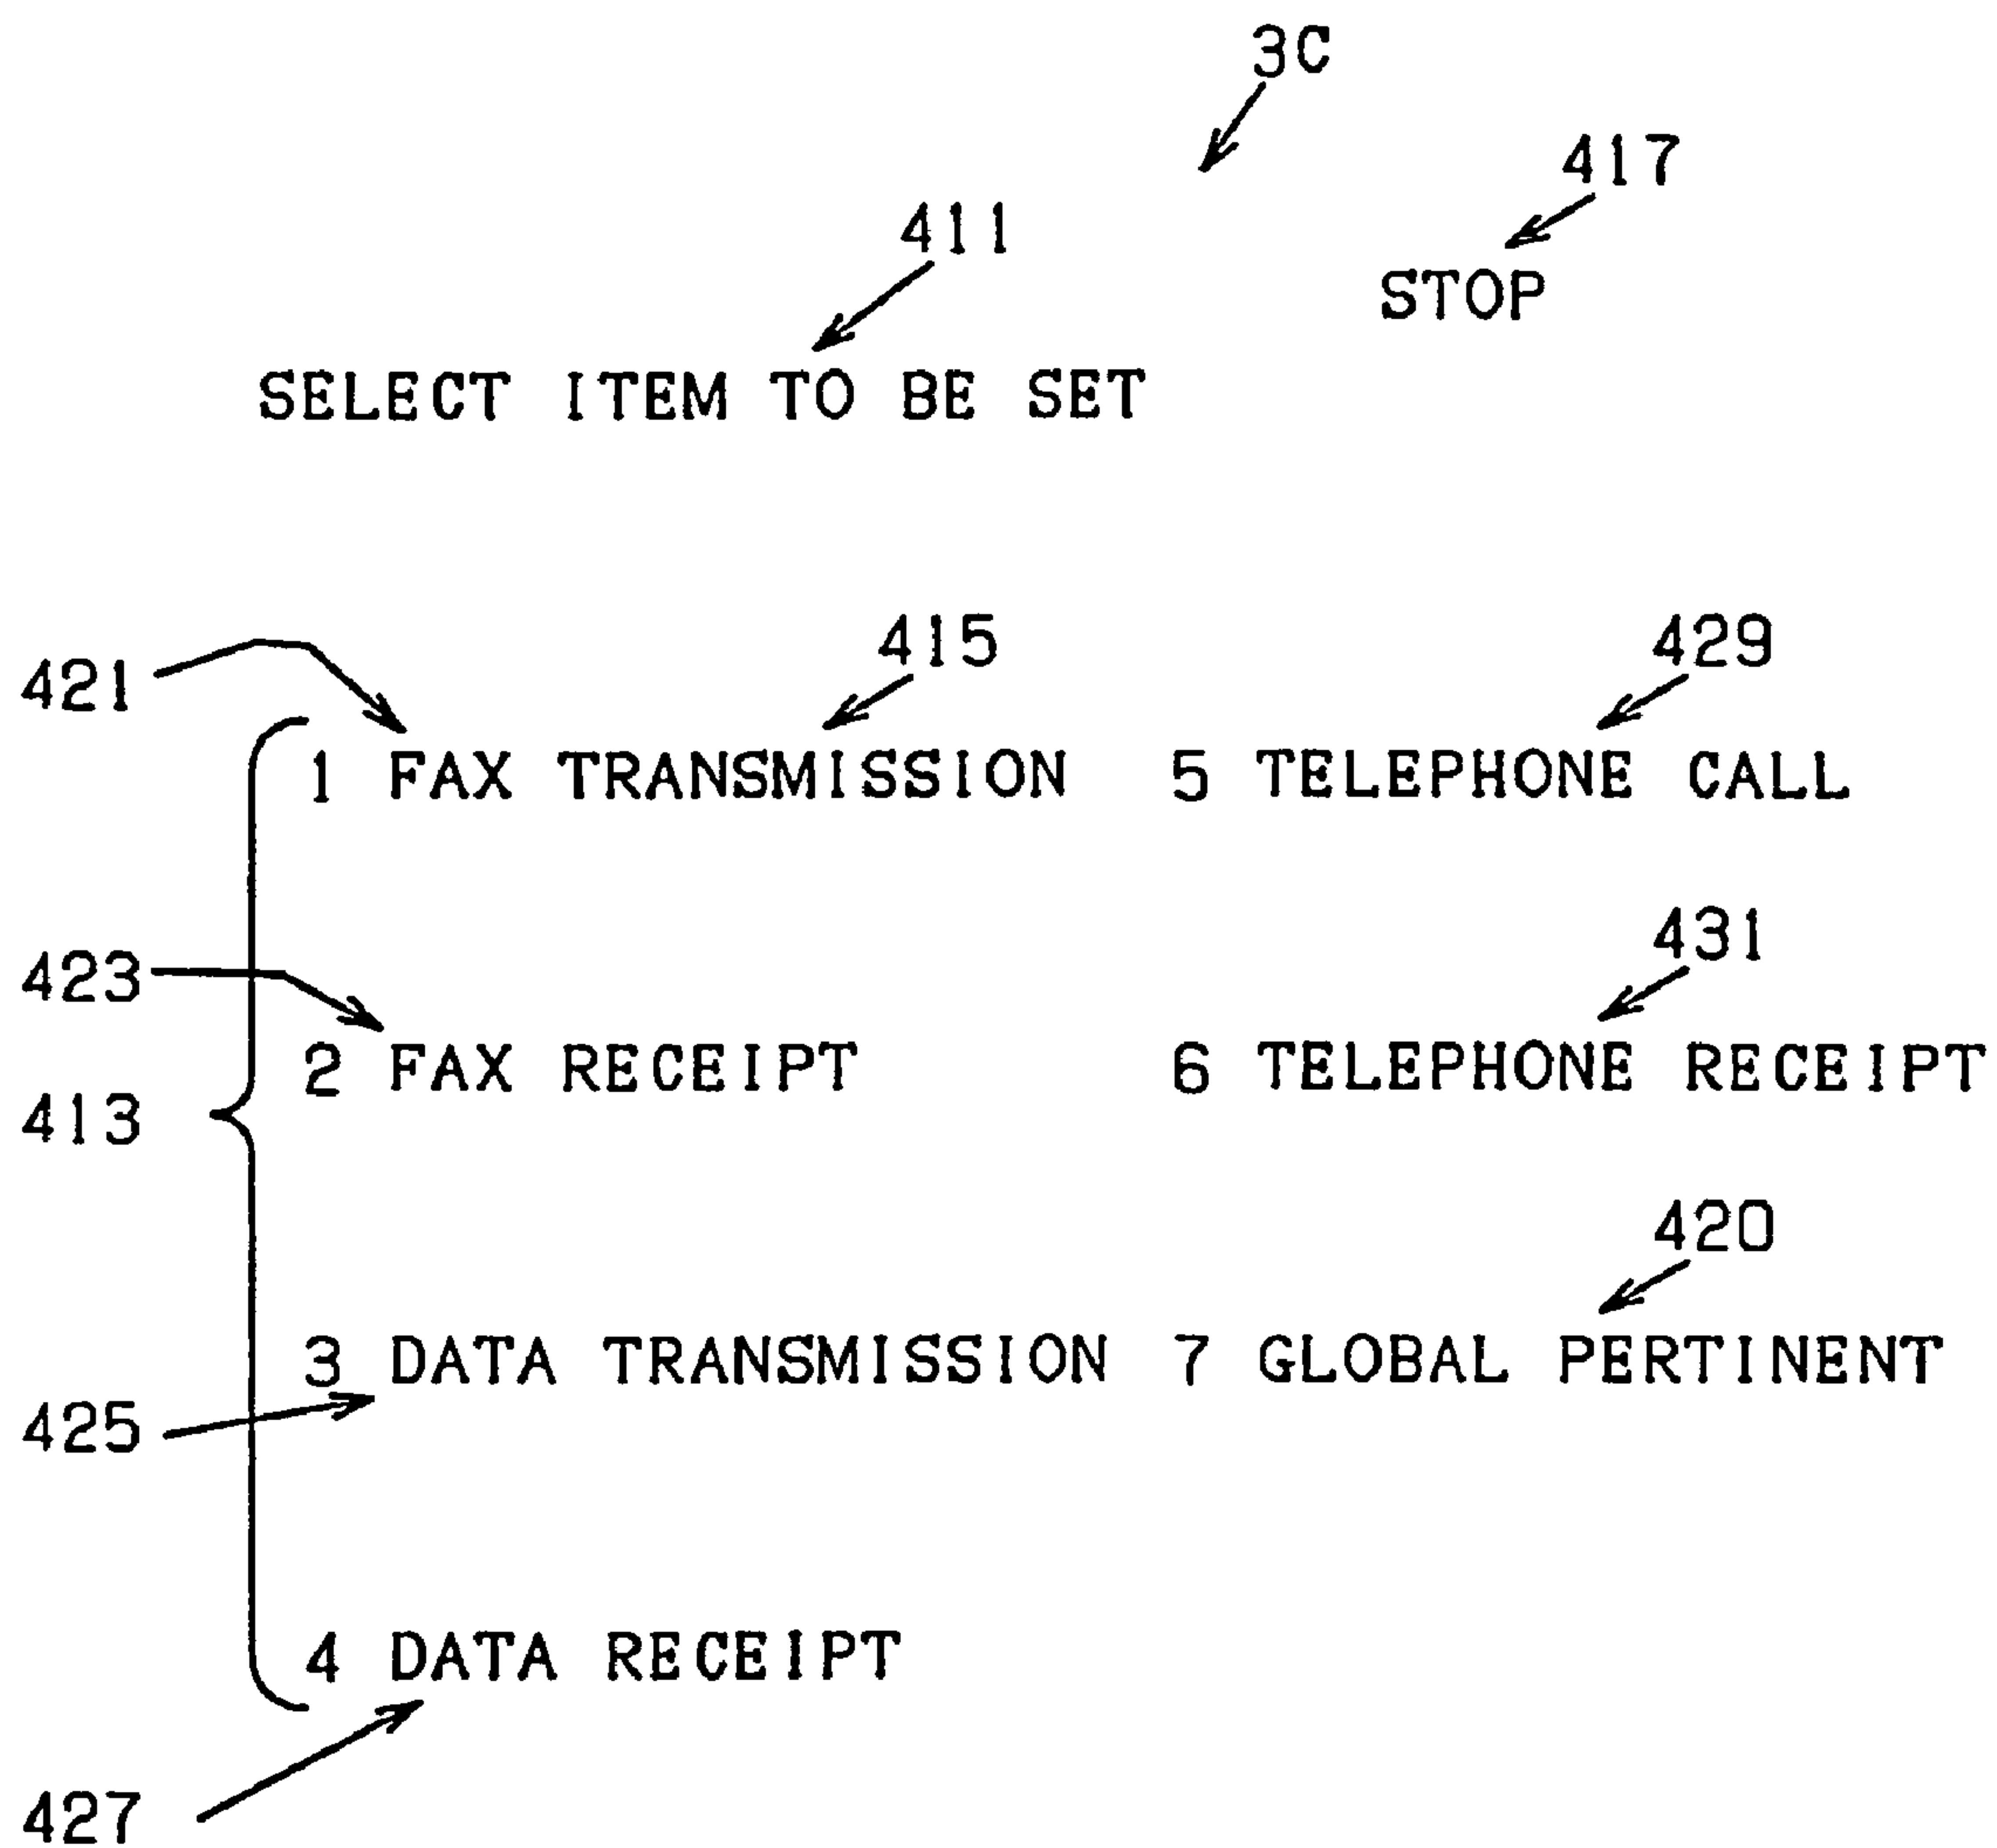 3C
417
411
STOP
SELECT ITEM TO BE SET
421
415
429
1 FAX TRANSMISSION
5 TELEPHONE CALL
423
431
2 FAX RECEIPT
6 TELEPHONE RECEIPT
413
420
3 DATA TRANSMISSION
7 GLOBAL PERTINENT
425
4 DATA RECEIPT
427